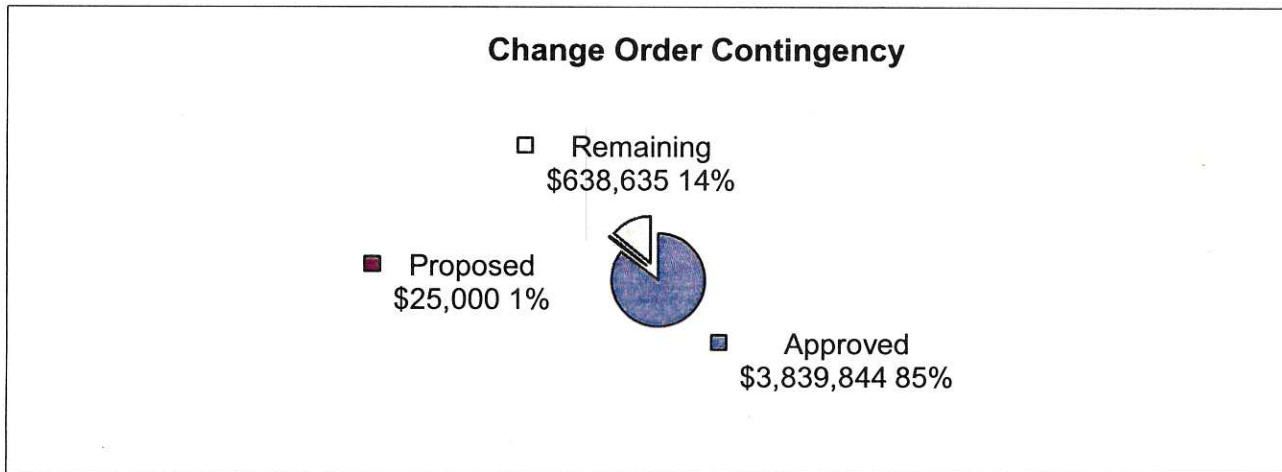 Change Order Contingency
Remaining
$638,635 14%
Proposed
$25,000 1%
Approved
$3,839,844 85%